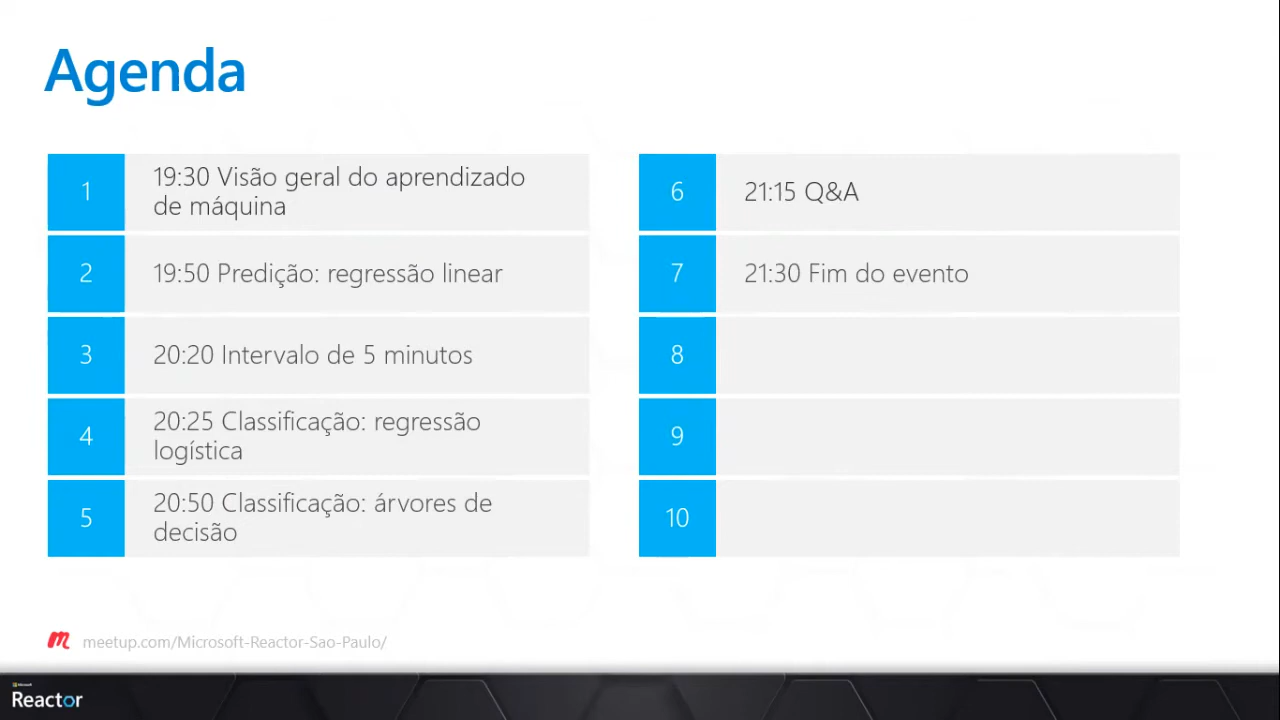 Agenda
1
19:30 Visão geral do aprendizado
de máquina
2
19:50 Predição: regressão linear
3
20:20 Intervalo de 5 minutos
4
20:25 Classificação: regressão
logística
5
20:50 Classificação: árvores de
decisão
6
21:15 Q&A
7
21:30 Fim do evento
8
9
10
meetup.com/Microsoft-Reactor-Sao-Paulo/
Microsoft
Reactor